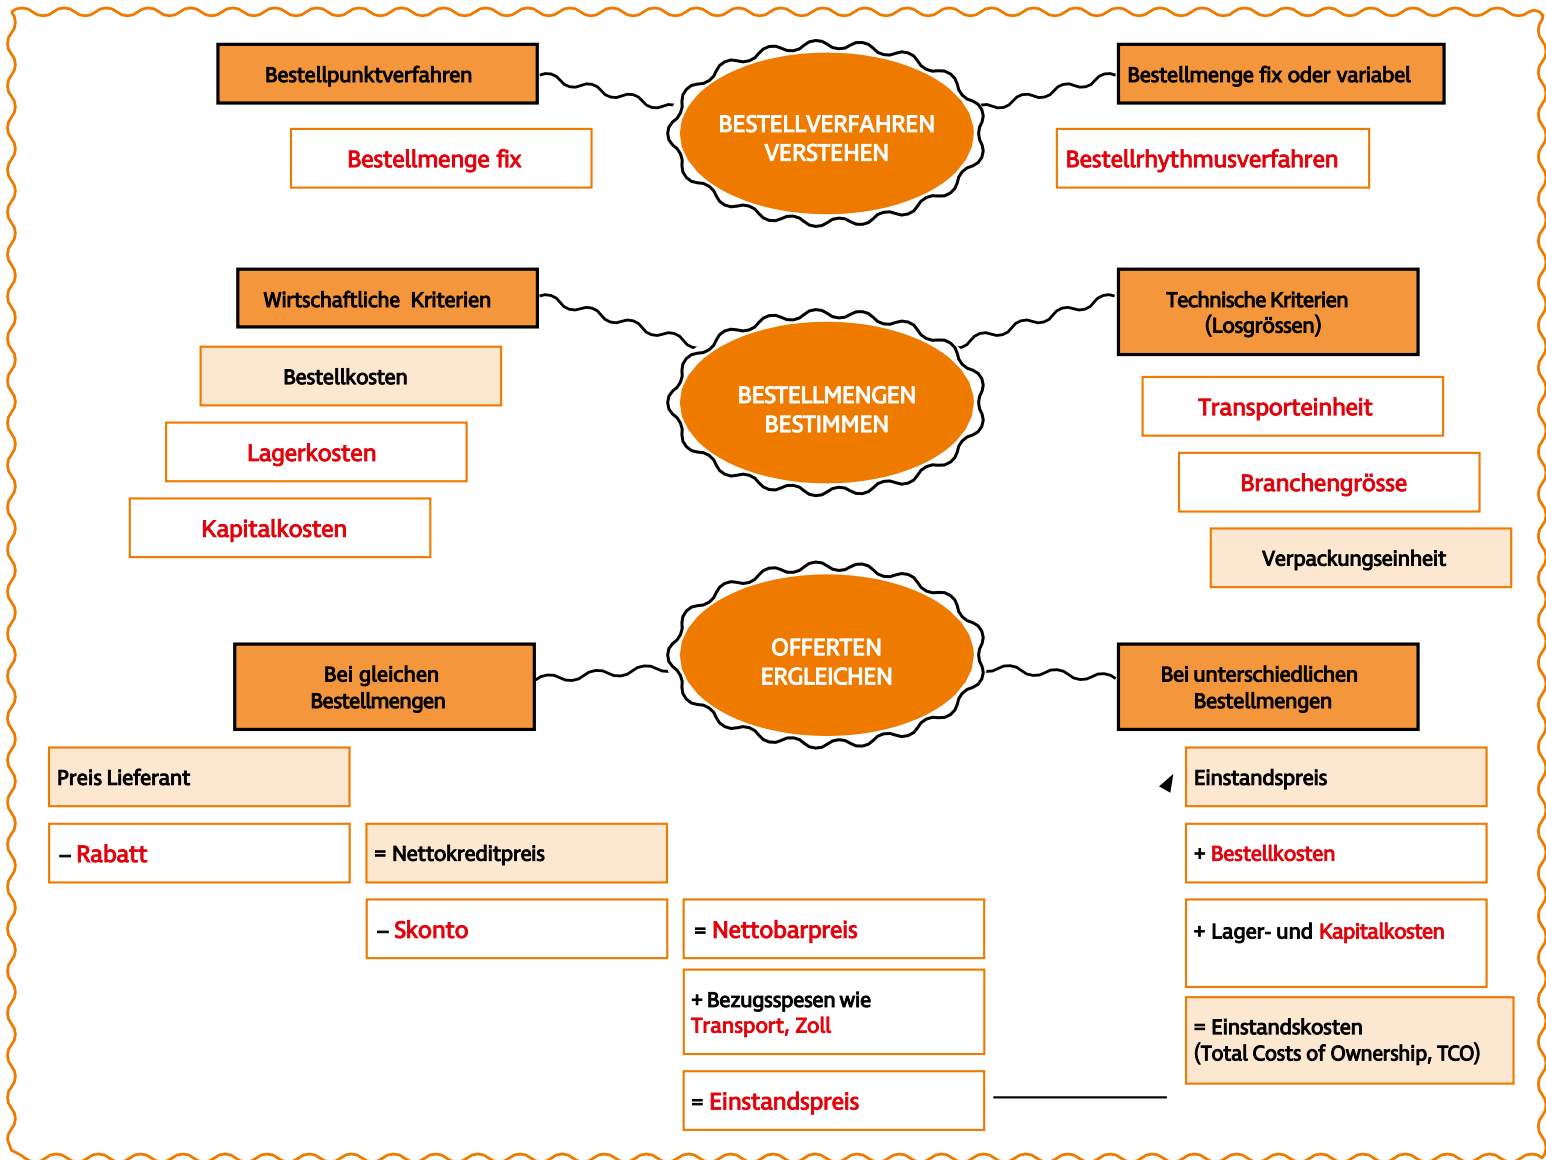 Bestellpunktverfahren
BESTELLVERFAHREN
VERSTEHEN
Bestellmenge fix oder variabel
Bestellmenge fix
Bestellrhythmusverfahren
Wirtschaftliche Kriterien
Technische Kriterien
(Losgrössen)
Bestellkosten
BESTELLMENGEN
BESTIMMEN
Transporteinheit
Lagerkosten
Branchengrösse
Kapitalkosten
Verpackungseinheit
OFFERTEN
ERGLEICHEN
Bei gleichen
Bestellmengen
Bei unterschiedlichen
Bestellmengen
Preis Lieferant
Einstandspreis
– Rabatt
= Nettokreditpreis
+ Bestellkosten
– Skonto
= Nettobarpreis
+ Lager- und Kapitalkosten
+ Bezugsspesen wie
Transport, Zoll
= Einstandskosten
(Total Costs of Ownership, TCO)
= Einstandspreis